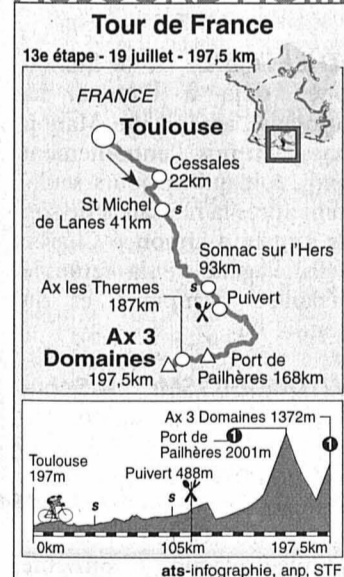 Tour de France
13e étape - 19 juillet - 197,5 km
FRANCE
Toulouse
Cessales
22km
St Michel
de Lanes 41km
s
Sonnac sur l'Hers
93km
s
Ax les Thermes
187km
Puivert
Ax 3
Domaines
197,5km
Port de
Pailhères 168km
Ax 3 Domaines 1372m
Port de
Pailhères 2001m
1
1
Toulouse
197m
Puivert 488m
s
s
0km
105km
197,5km
ats-infographie, anp, STF